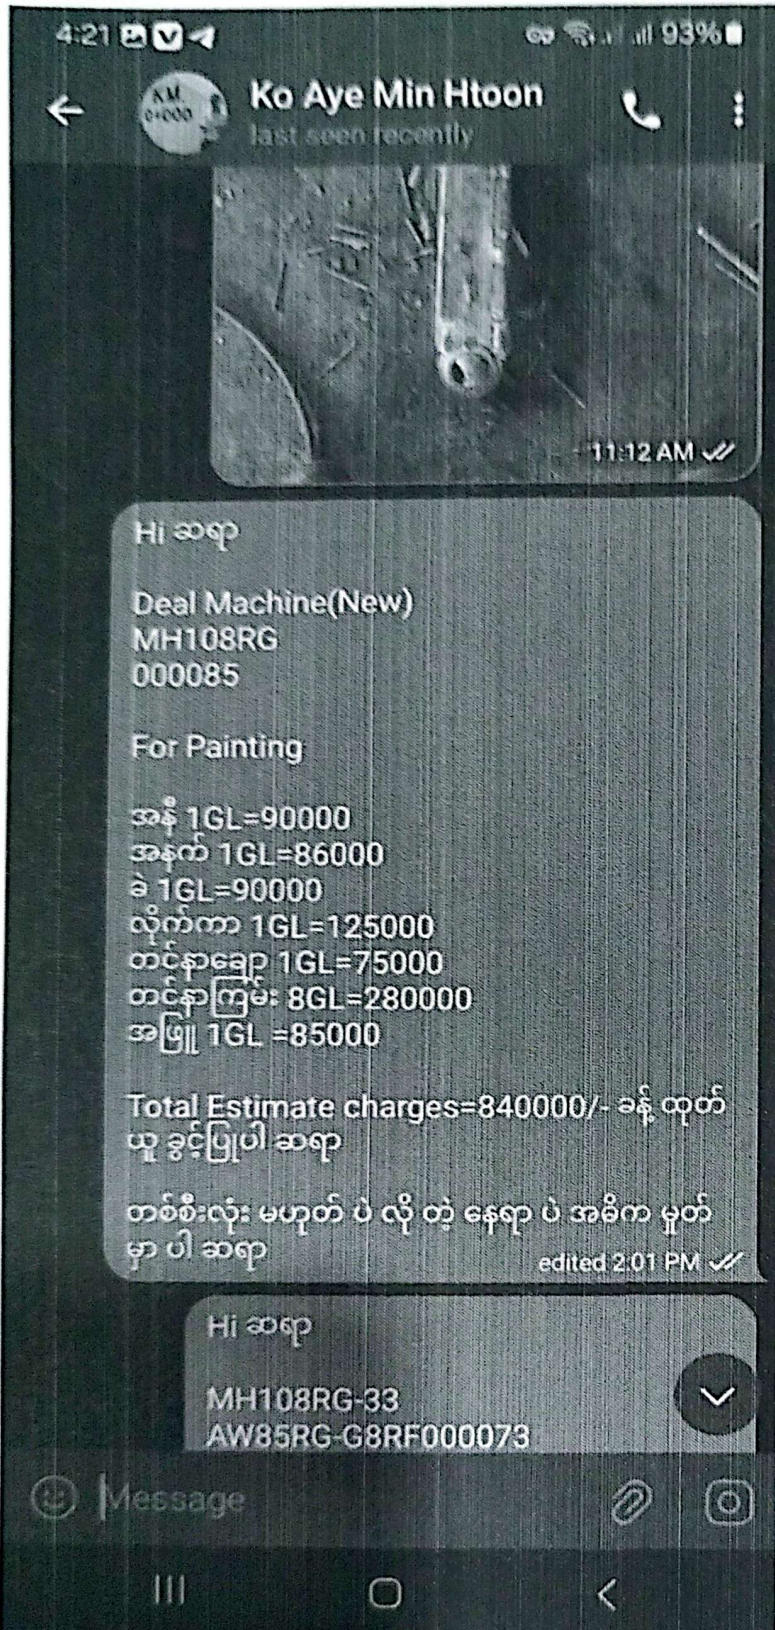 4:21
93%
KM.
0+000
Ko Aye Min Htoon
last seen recently
11:12 AM
Hi ဆရာ
Deal Machine(New)
MH108RG
000085
For Painting
အနီ 1GL=90000
အနက် 1GL=86000
ခဲ 1GL=90000
လိုက်ကာ 1GL=125000
တင်နာချော 1GL=75000
တင်နာကြမ်း 8GL=280000
အဖြူ 1GL =85000
Total Estimate charges=840000/- ခန့် ထုတ်
ယူ ခွင့်ပြုပါ ဆရာ
တစ်စီးလုံး မဟုတ် ပဲ လို တဲ့ နေရာ ပဲ အဓိက မှုတ်
မှာ ပါ ဆရာ
edited 2:01 PM
Hi ဆရာ
MH108RG-33
AW85RG-G8RF000073
Message